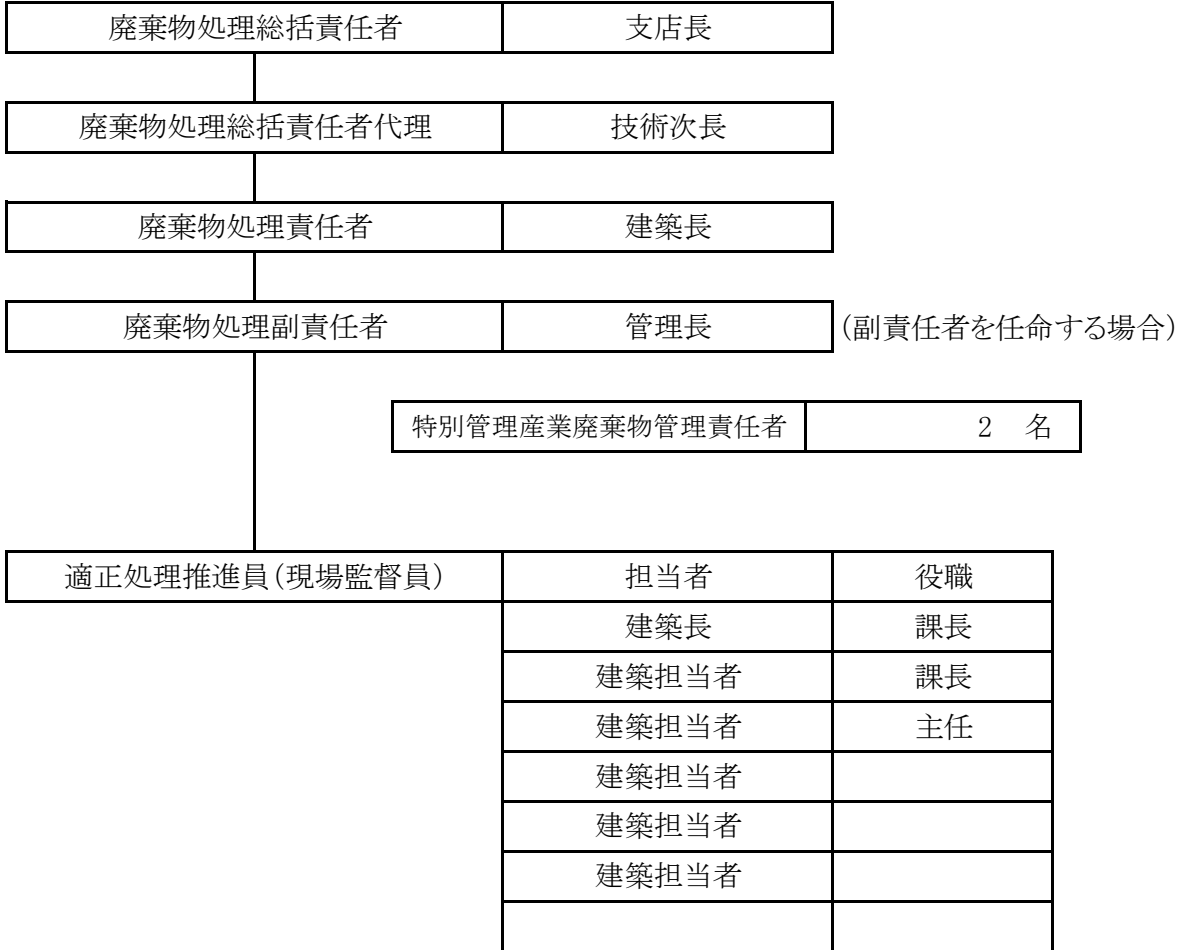 廃棄物処理総括責任者 支店長
廃棄物処理総括責任者代理 技術次長
廃棄物処理責任者 建築長
廃棄物処理副責任者 管理長 (副責任者を任命する場合)
特別管理産業廃棄物管理責任者 2 名
適正処理推進員(現場監督員) 担当者 役職
建築長 課長
建築担当者 課長
建築担当者 主任
建築担当者
建築担当者
建築担当者